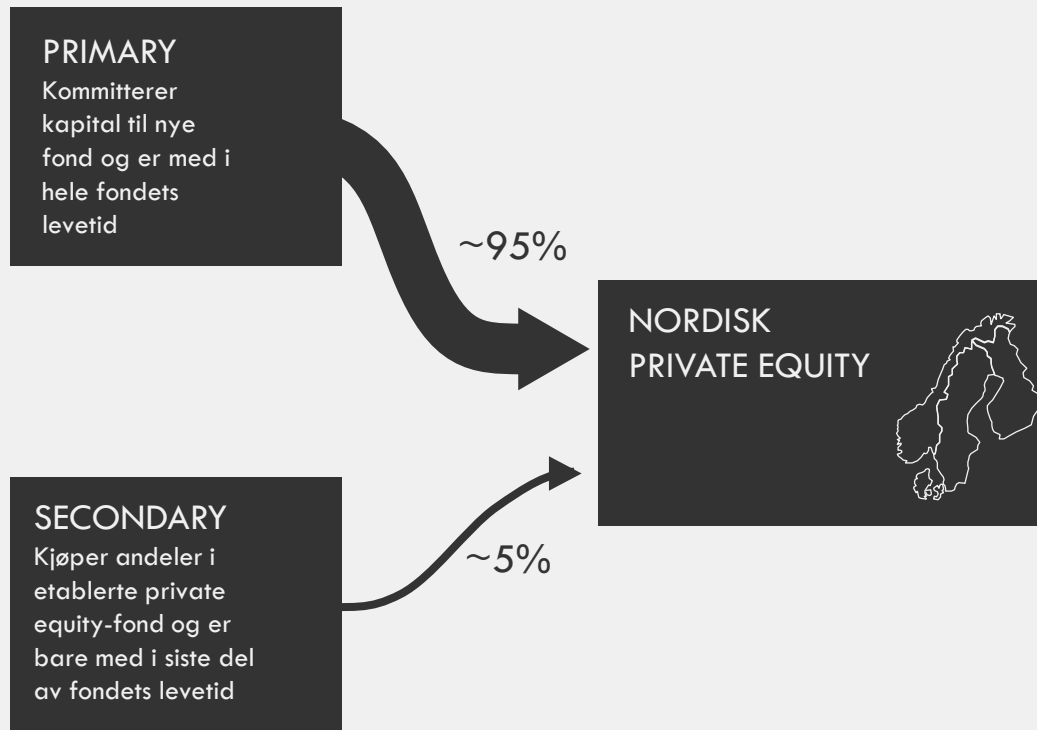 PRIMARY
Kommitterer
kapital til nye
fond og er med i
hele fondets
levetid
~95%
NORDISK
PRIVATE EQUITY
SECONDARY
Kjøper andeler i
etablerte private
equity-fond og er
bare med i siste del
av fondets levetid
~5%